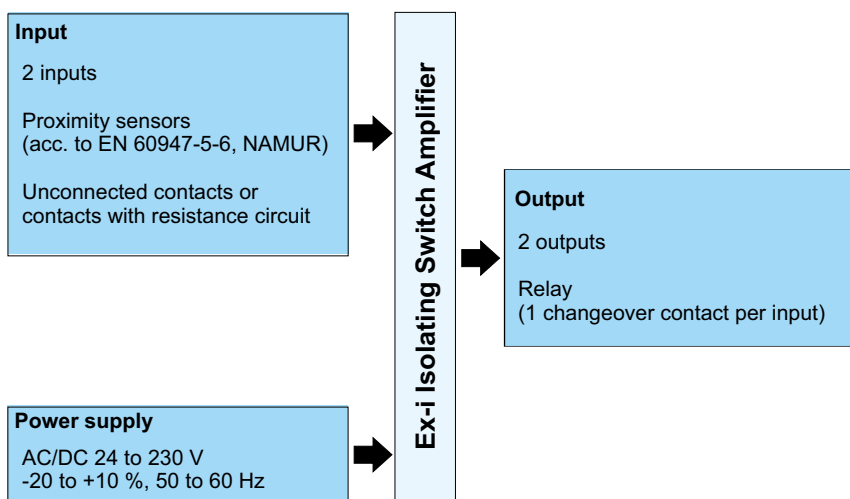 Input
2 inputs
Proximity sensors
(acc. to EN 60947-5-6, NAMUR)
Unconnected contacts or
contacts with resistance circuit
Ex-i Isolating Switch Amplifier
Output
2 outputs
Relay
(1 changeover contact per input)
Power supply
AC/DC 24 to 230 V
-20 to +10 %, 50 to 60 Hz